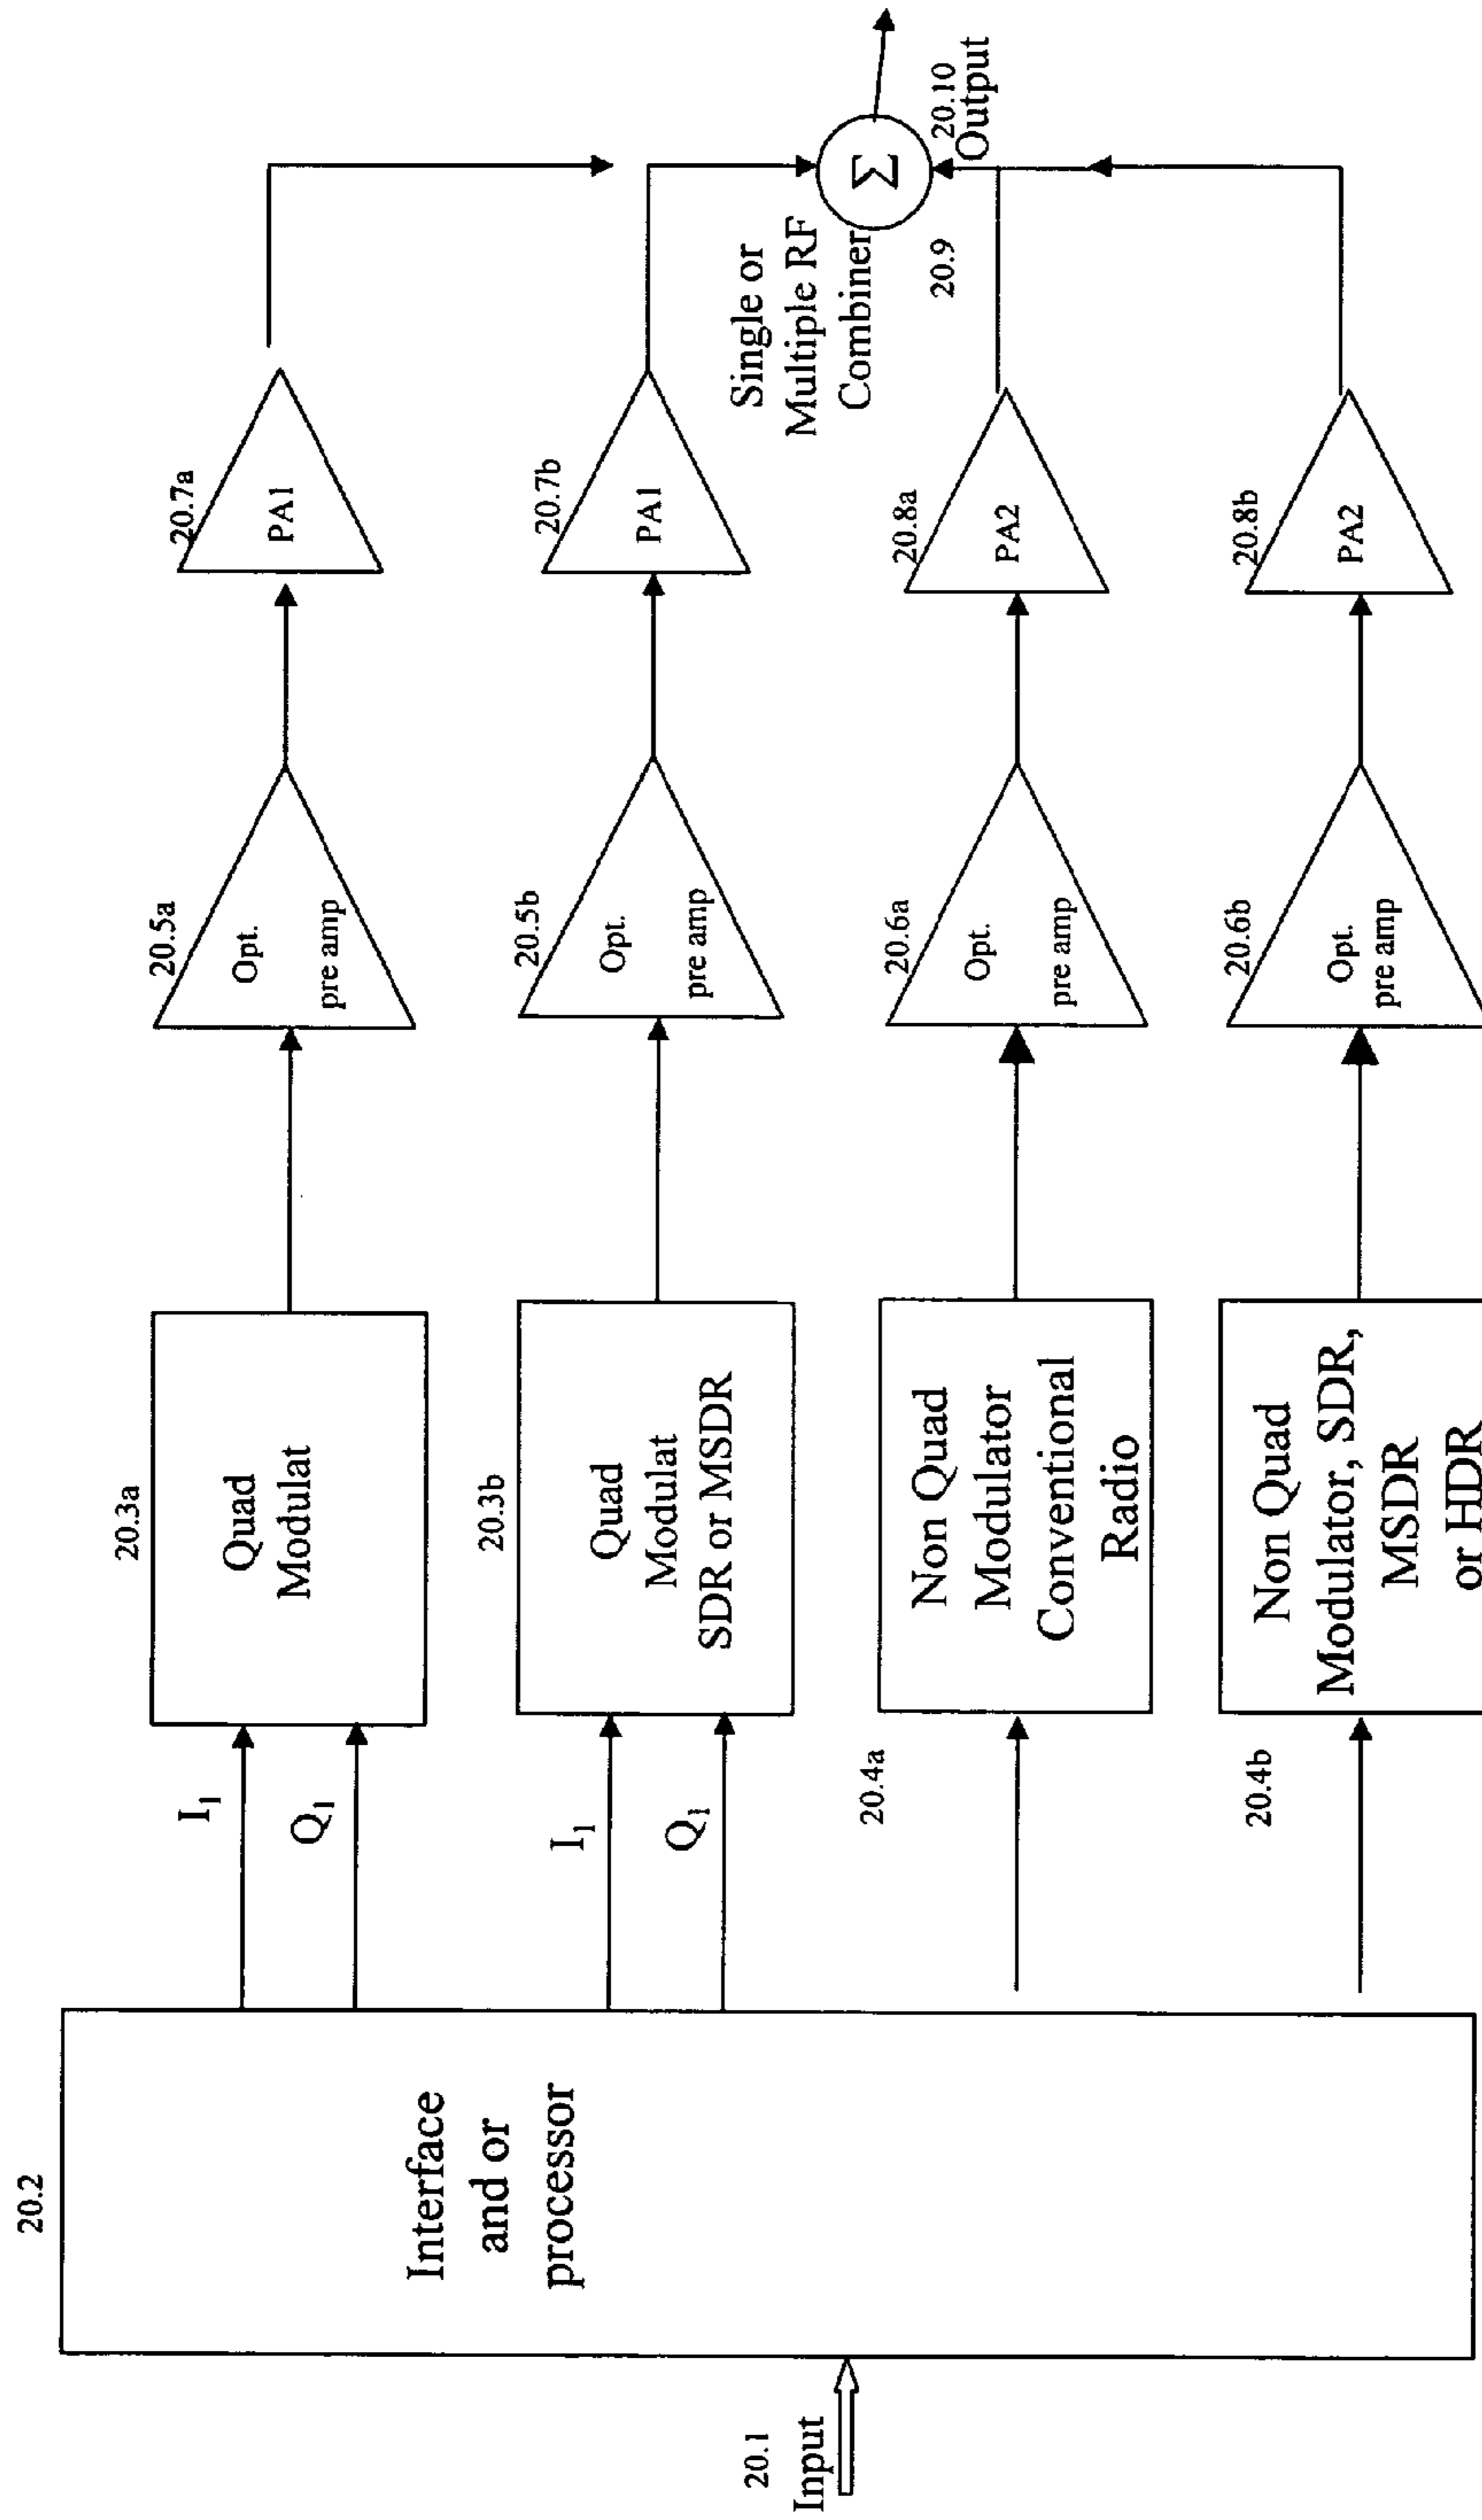 20.1
Input
20.2
Interface
and or
processor
I1
Q1
20.3a
Quad
Modulat
20.5a
Opt.
pre amp
20.7a
PA1
I1
Q1
20.3b
Quad
Modulat
SDR or MSDR
20.5b
Opt.
pre amp
20.7b
PA1
20.4a
Non Quad
Modulator
Conventional
Radio
20.6a
Opt.
pre amp
20.8a
PA2
20.4b
Non Quad
Modulator, SDR,
MSDR
or HDR
20.6b
Opt.
pre amp
20.8b
PA2
Single or
Multiple RF
Combiner
20.9
Σ
20.10
Output